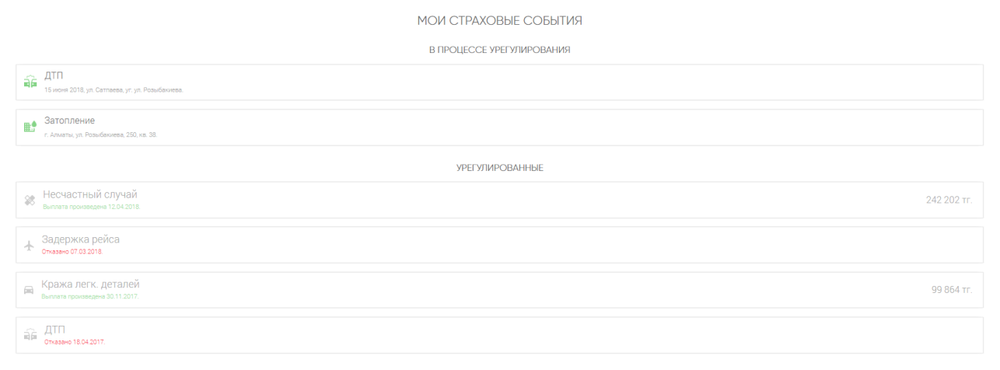 МОИ СТРАХОВЫЕ СОБЫТИЯ
В ПРОЦЕССЕ УРЕГУЛИРОВАНИЯ
ДТП
15 июня 2018, ул. Сатпаева, уг. ул. Розыбакиева.
Затопление
г. Алматы, ул. Розыбакиева, 250, кв. 38.
УРЕГУЛИРОВАННЫЕ
Несчастный случай
242 202 тг.
Выплата произведена 12.04.2018
Задержка рейса
Отказано 07.03.2018.
Кража легк. деталей
99 864 тг.
Выплата произведена 30.11.2017.
ДТП
Отказано 18.04.2017.